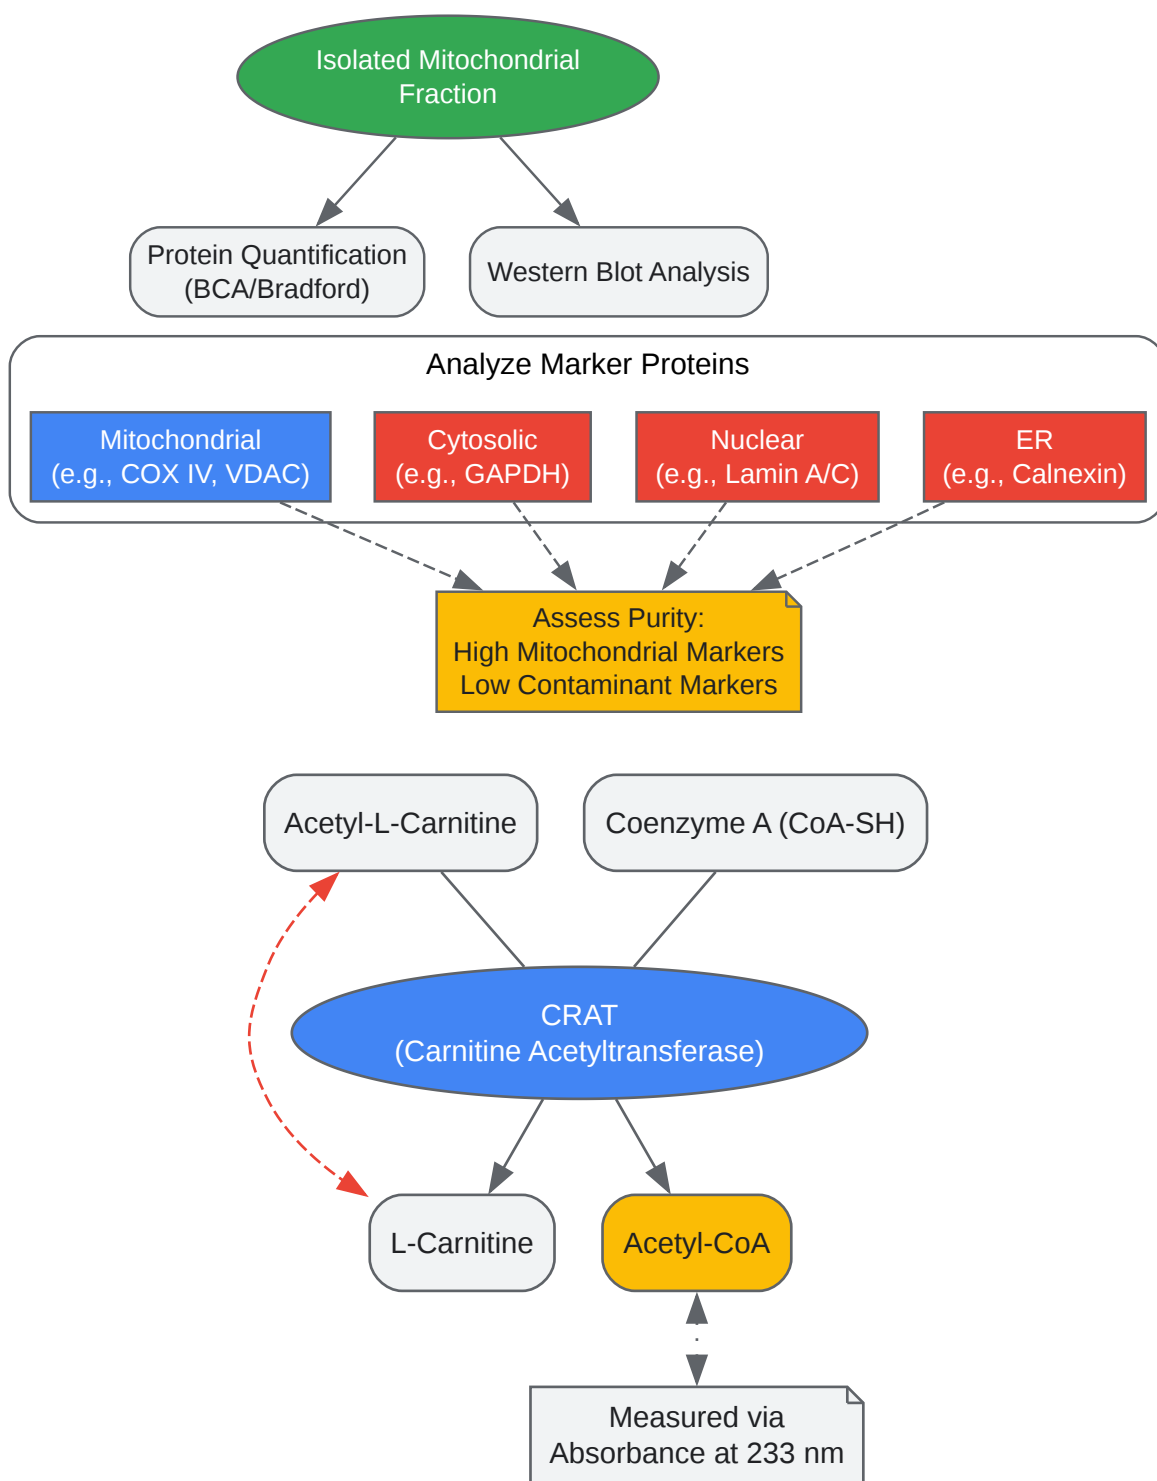 Isolated Mitochondrial
Fraction
Protein Quantification
(BCA/Bradford)
Western Blot Analysis
Analyze Marker Proteins
Mitochondrial
(e.g., COX IV, VDAC)
Cytosolic
(e.g., GAPDH)
Nuclear
(e.g., Lamin A/C)
ER
(e.g., Calnexin)
Assess Purity:
High Mitochondrial Markers
Low Contaminant Markers
Acetyl-L-Carnitine
Coenzyme A (CoA-SH)
CRAT
(Carnitine Acetyltransferase)
L-Carnitine
Acetyl-CoA
Measured via
Absorbance at 233 nm